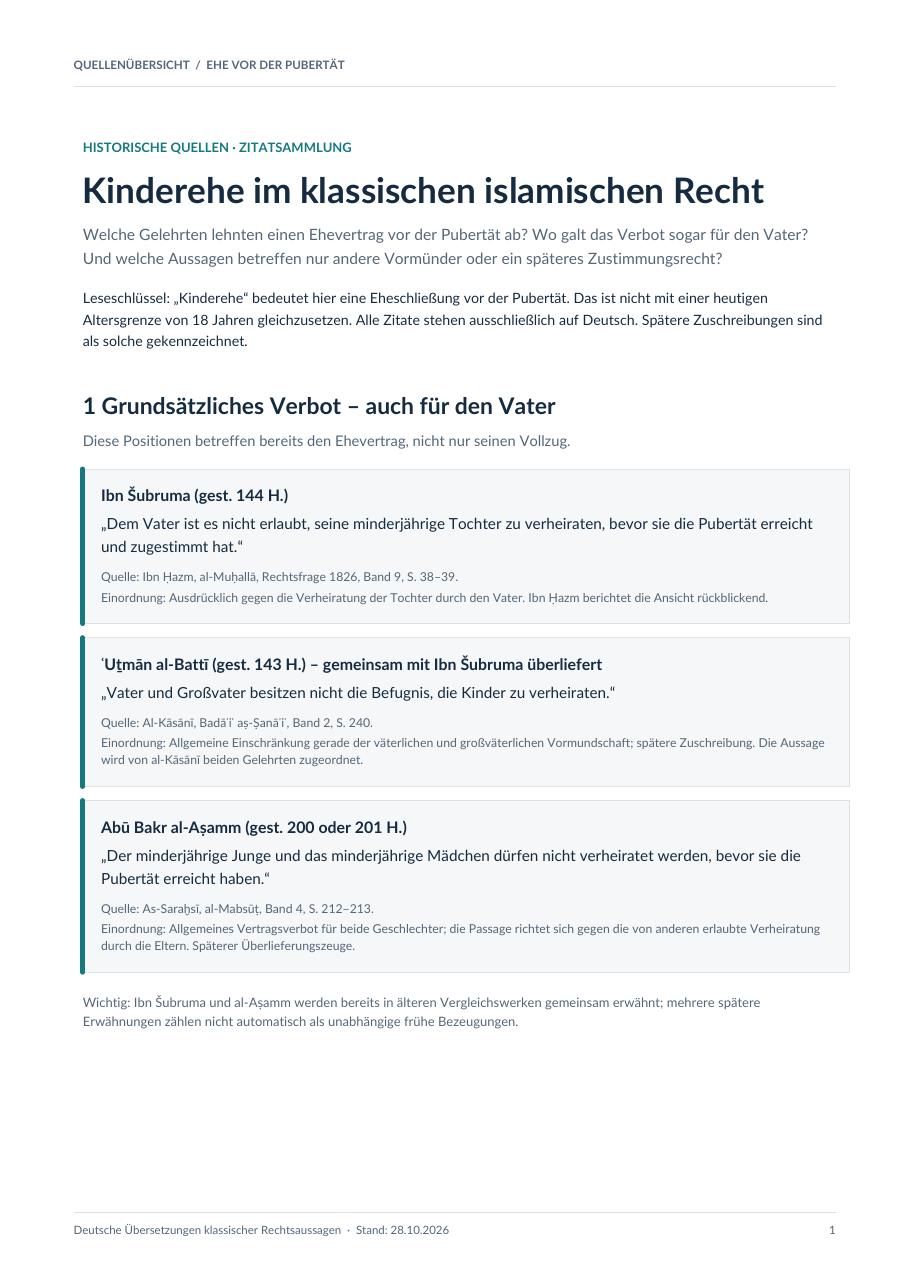 QUELLENÜBERSICHT / EHE VOR DER PUBERTÄT
HISTORISCHE QUELLEN · ZITATSAMMLUNG
Kinderehe im klassischen islamischen Recht
Welche Gelehrten lehnten einen Ehevertrag vor der Pubertät ab? Wo galt das Verbot sogar für den Vater?
Und welche Aussagen betreffen nur andere Vormünder oder ein späteres Zustimmungsrecht?
Leseschlüssel: „Kinderehe“ bedeutet hier eine Eheschließung vor der Pubertät. Das ist nicht mit einer heutigen
Altersgrenze von 18 Jahren gleichzusetzen. Alle Zitate stehen ausschließlich auf Deutsch. Spätere Zuschreibungen sind
als solche gekennzeichnet.
1 Grundsätzliches Verbot – auch für den Vater
Diese Positionen betreffen bereits den Ehevertrag, nicht nur seinen Vollzug.
Ibn Šubruma (gest. 144 H.)
„Dem Vater ist es nicht erlaubt, seine minderjährige Tochter zu verheiraten, bevor sie die Pubertät erreicht
und zugestimmt hat.“
Quelle: Ibn Ḥazm, al-Muḥallā, Rechtsfrage 1826, Band 9, S. 38–39.
Einordnung: Ausdrücklich gegen die Verheiratung der Tochter durch den Vater. Ibn Ḥazm berichtet die Ansicht rückblickend.
ʿUṯmān al-Battī (gest. 143 H.) – gemeinsam mit Ibn Šubruma überliefert
„Vater und Großvater besitzen nicht die Befugnis, die Kinder zu verheiraten.“
Quelle: Al-Kāsānī, Badāʾiʿ aṣ-Ṣanāʾiʿ, Band 2, S. 240.
Einordnung: Allgemeine Einschränkung gerade der väterlichen und großväterlichen Vormundschaft; spätere Zuschreibung. Die Aussage
wird von al-Kāsānī beiden Gelehrten zugeordnet.
Abū Bakr al-Aṣamm (gest. 200 oder 201 H.)
„Der minderjährige Junge und das minderjährige Mädchen dürfen nicht verheiratet werden, bevor sie die
Pubertät erreicht haben.“
Quelle: As-Saraḫsī, al-Mabsūṭ, Band 4, S. 212–213.
Einordnung: Allgemeines Vertragsverbot für beide Geschlechter; die Passage richtet sich gegen die von anderen erlaubte Verheiratung
durch die Eltern. Späterer Überlieferungszeuge.
Wichtig: Ibn Šubruma und al-Aṣamm werden bereits in älteren Vergleichswerken gemeinsam erwähnt; mehrere spätere
Erwähnungen zählen nicht automatisch als unabhängige frühe Bezeugungen.
Deutsche Übersetzungen klassischer Rechtsaussagen · Stand: 28.10.2026
1